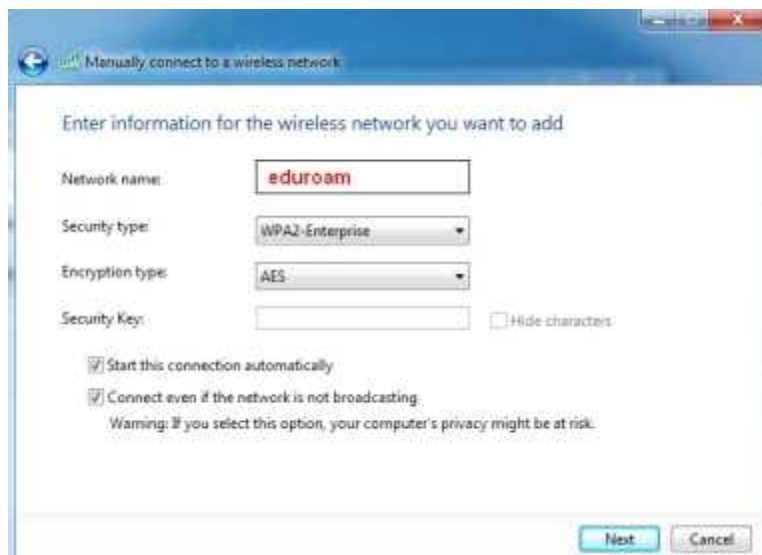 Manually connect to a wireless network
Enter information for the wireless network you want to add
Network name: eduroam
Security type: WPA2-Enterprise
Encryption type: AES
Security Key: Hide characters
Start this connection automatically
Connect even if the network is not broadcasting
Warning: If you select this option, your computer's privacy might be at risk.
Next Cancel